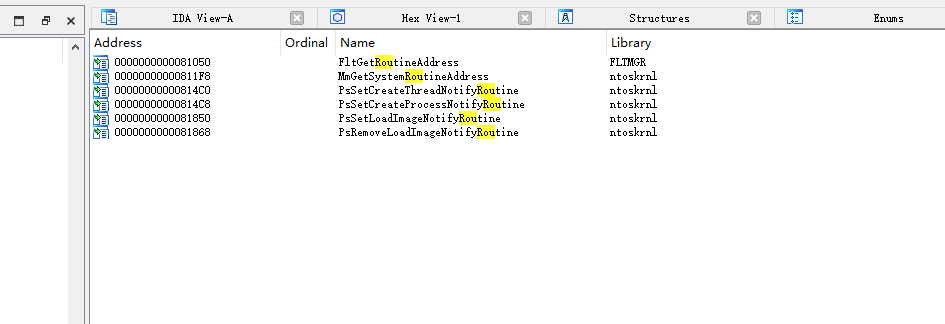 IDA View-A Hex View-1 Structures Enums
Address Ordinal Name Library
0000000000081050 FltGetRoutineAddress FLTMGR
00000000000811F8 MmGetSystemRoutineAddress ntoskrnl
00000000000814C0 PsSetCreateThreadNotifyRoutine ntoskrnl
00000000000814C8 PsSetCreateProcessNotifyRoutine ntoskrnl
0000000000081850 PsSetLoadImageNotifyRoutine ntoskrnl
0000000000081868 PsRemoveLoadImageNotifyRoutine ntoskrnl